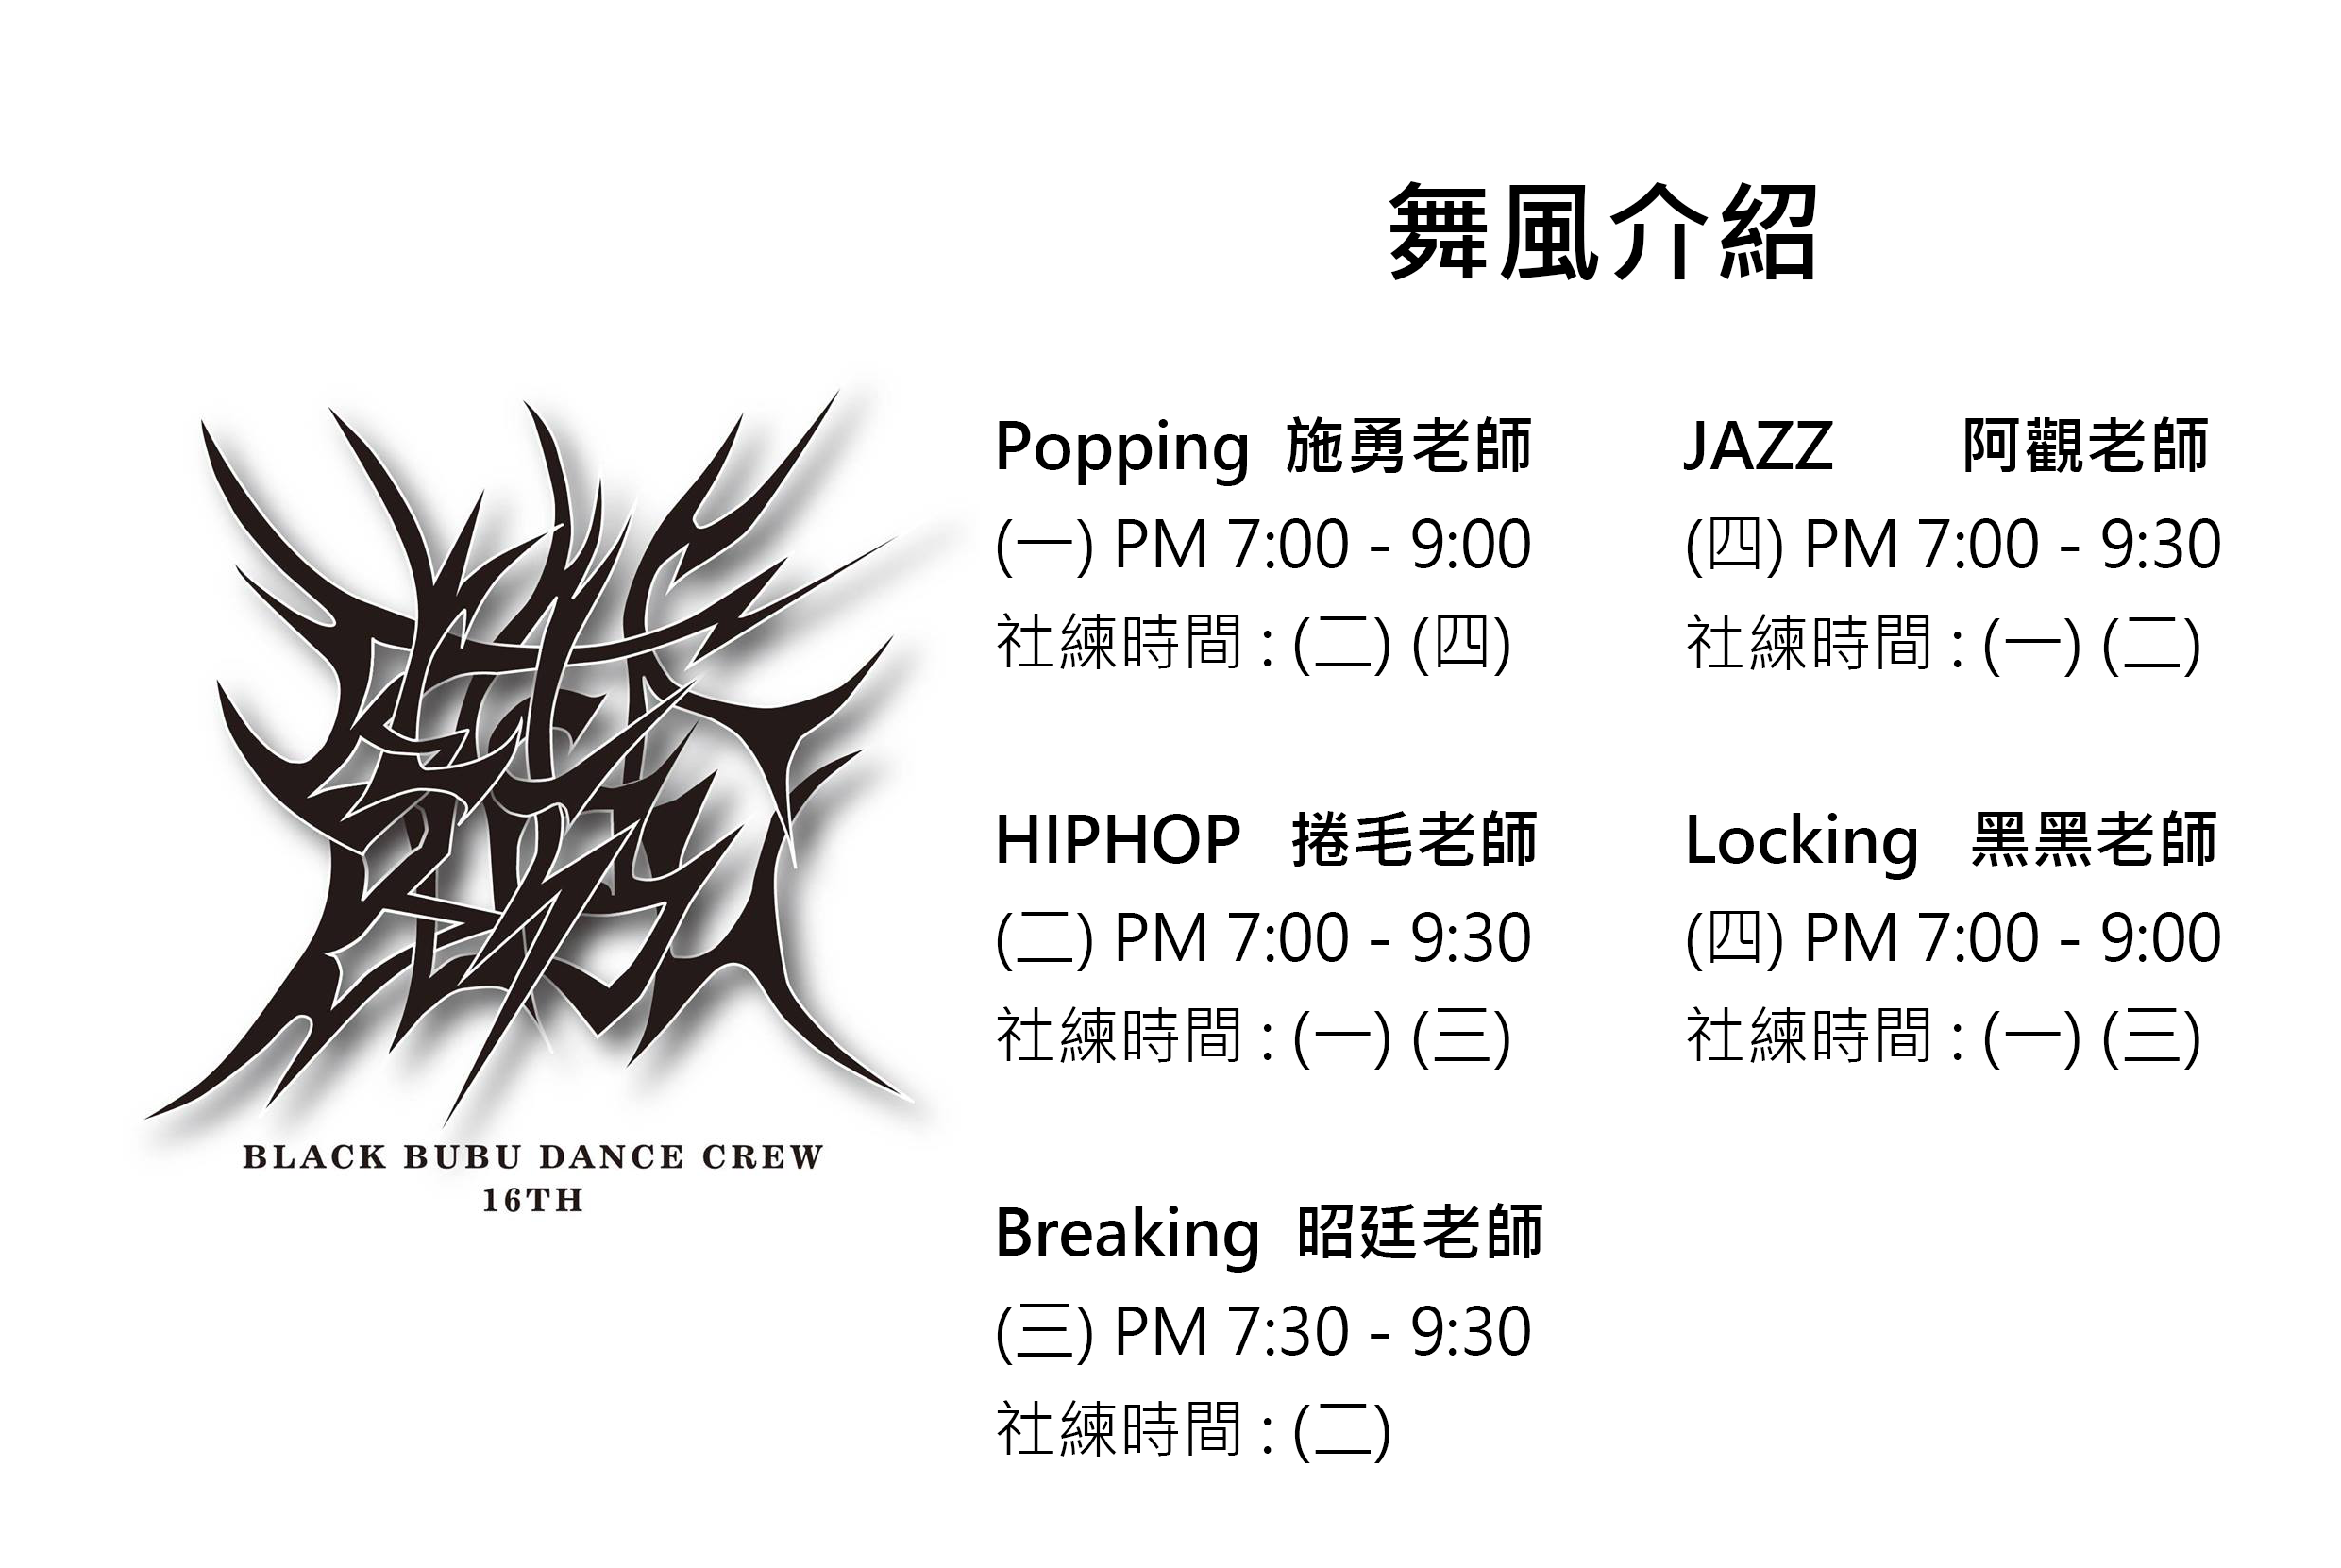 舞風介紹
Popping 施勇老師
(一) PM 7:00 - 9:00
社練時間 : (二) (四)
JAZZ 阿觀老師
(四) PM 7:00 - 9:30
社練時間 : (一) (二)
HIPHOP 捲毛老師
(二) PM 7:00 - 9:30
社練時間 : (一) (三)
Locking 黑黑老師
(四) PM 7:00 - 9:00
社練時間 : (一) (三)
Breaking 昭廷老師
(三) PM 7:30 - 9:30
社練時間 : (二)
BLACK BUBU DANCE CREW
16TH